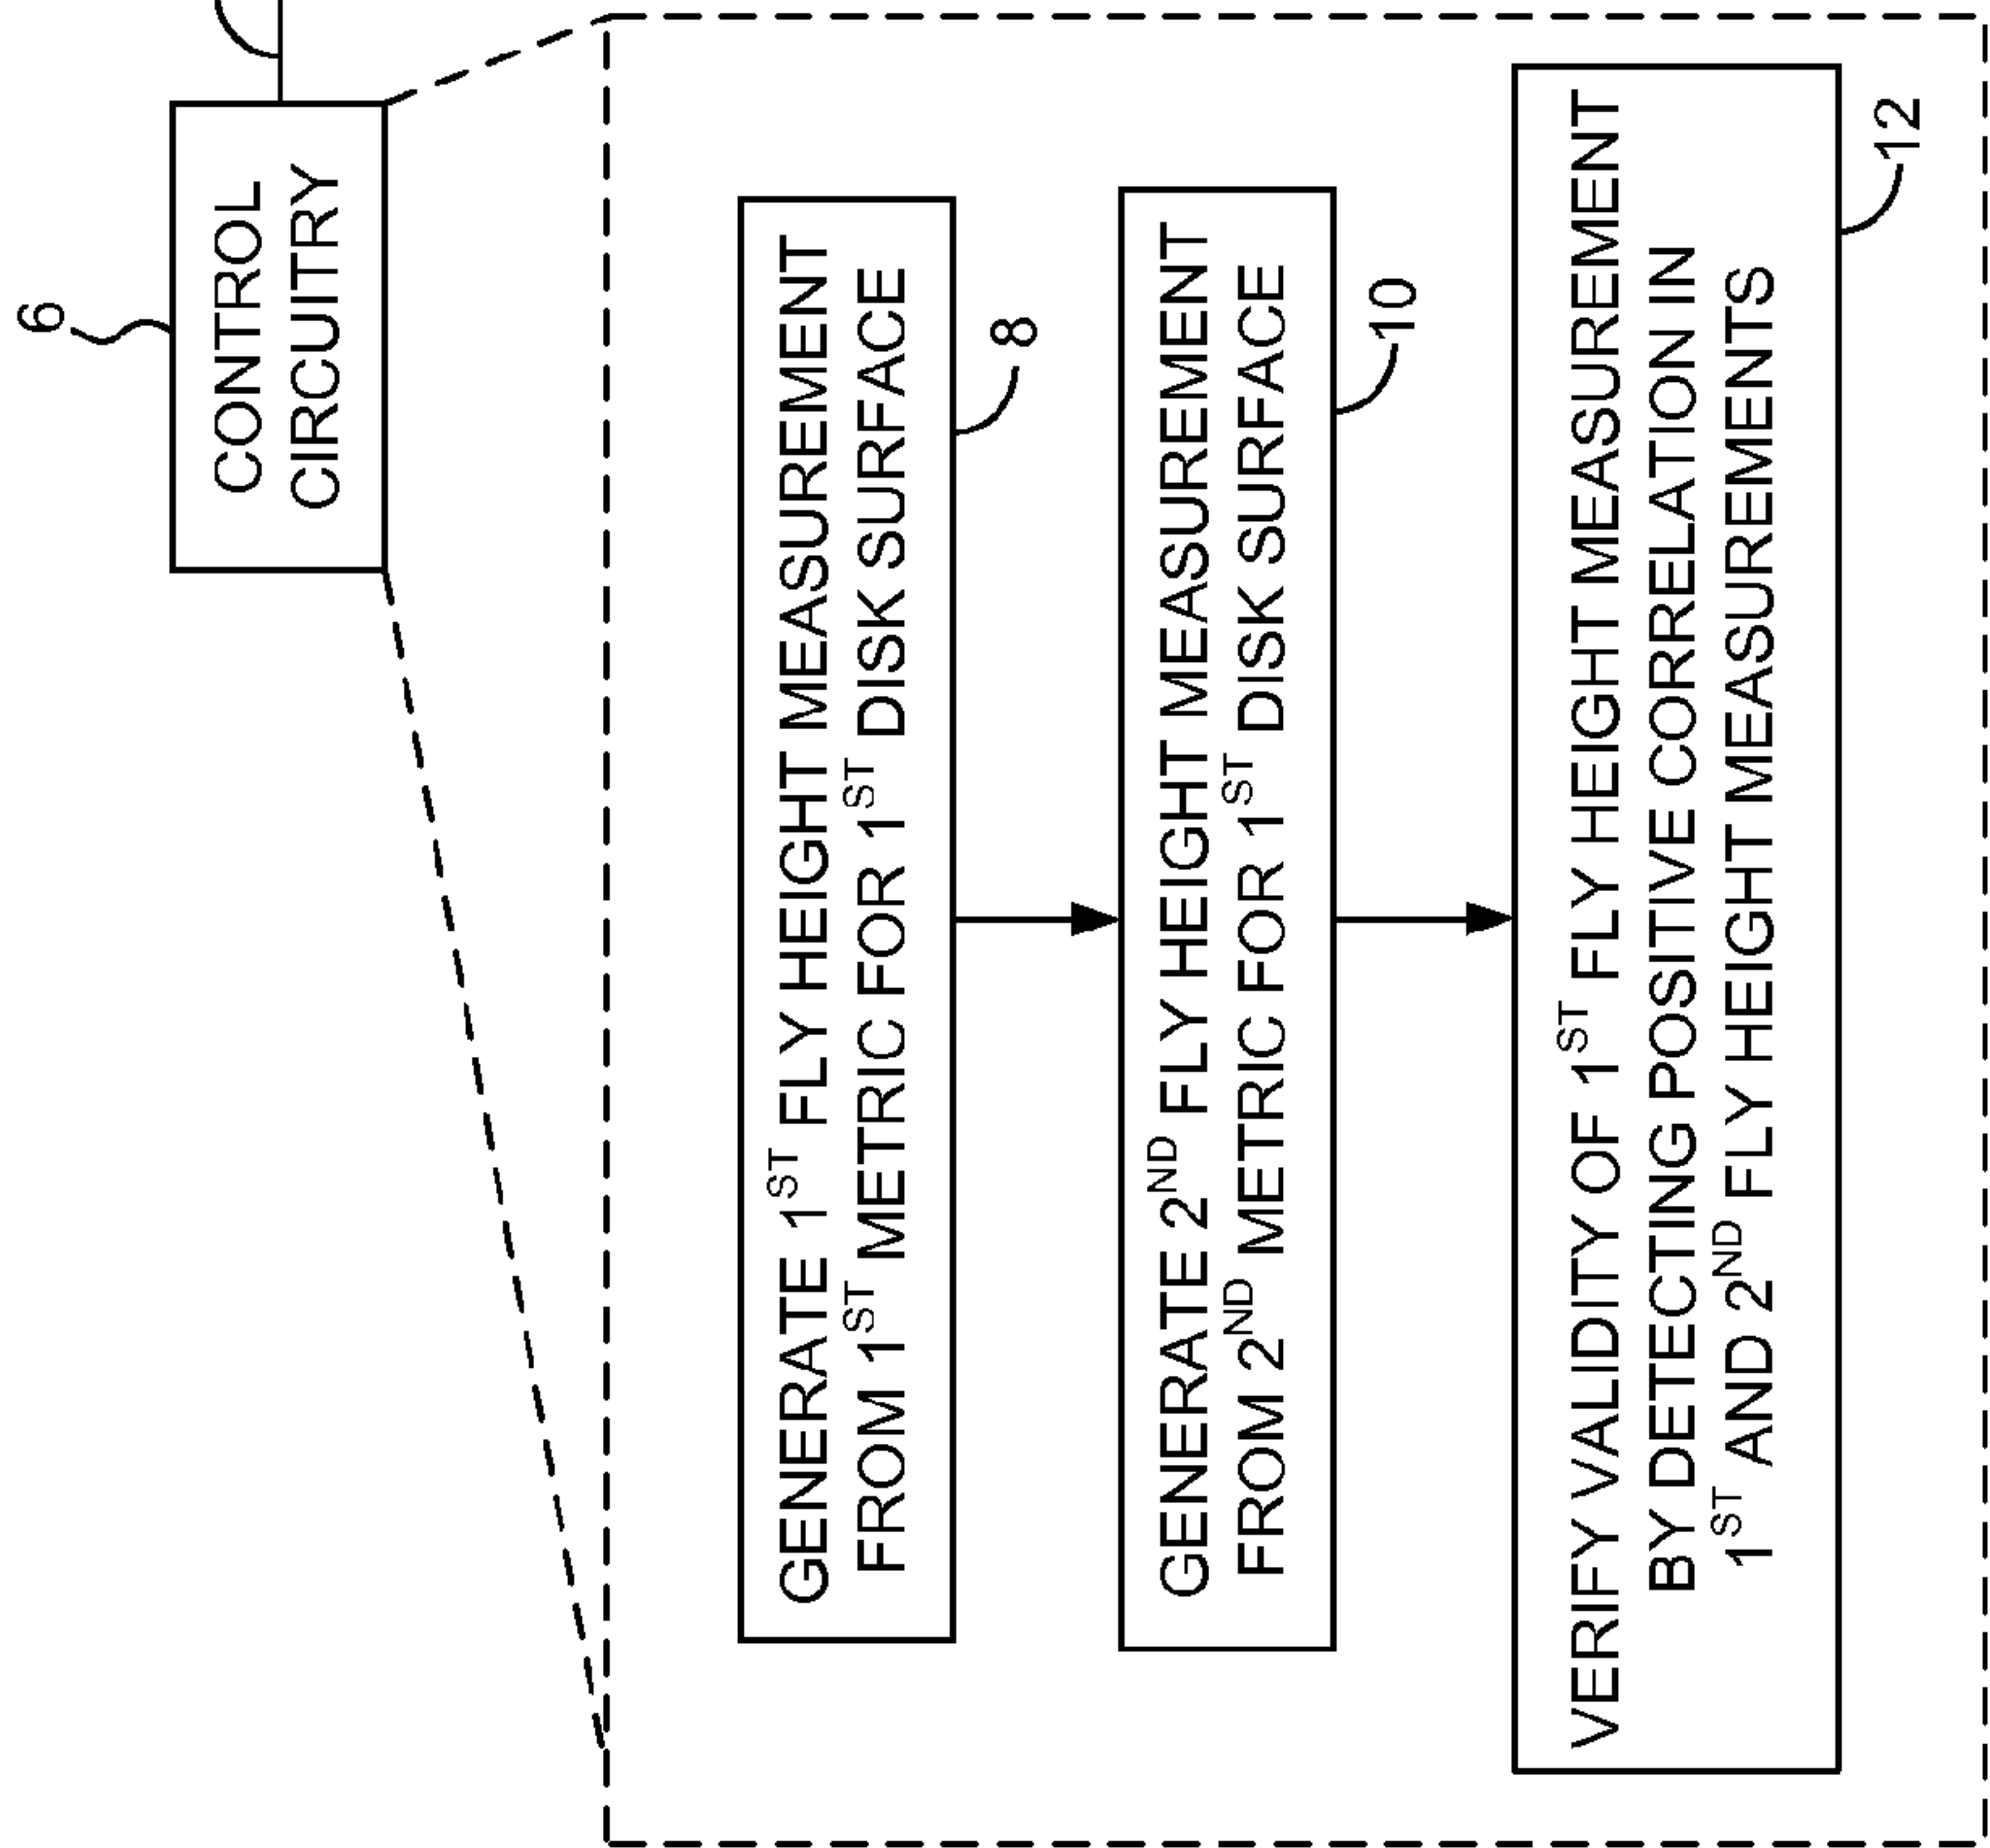 6
CONTROL
CIRCUITRY
GENERATE 1ST FLY HEIGHT MEASUREMENT
FROM 1ST METRIC FOR 1ST DISK SURFACE
8
GENERATE 2ND FLY HEIGHT MEASUREMENT
FROM 2ND METRIC FOR 1ST DISK SURFACE
10
VERIFY VALIDITY OF 1ST FLY HEIGHT MEASUREMENT
BY DETECTING POSITIVE CORRELATION IN
1ST AND 2ND FLY HEIGHT MEASUREMENTS
12